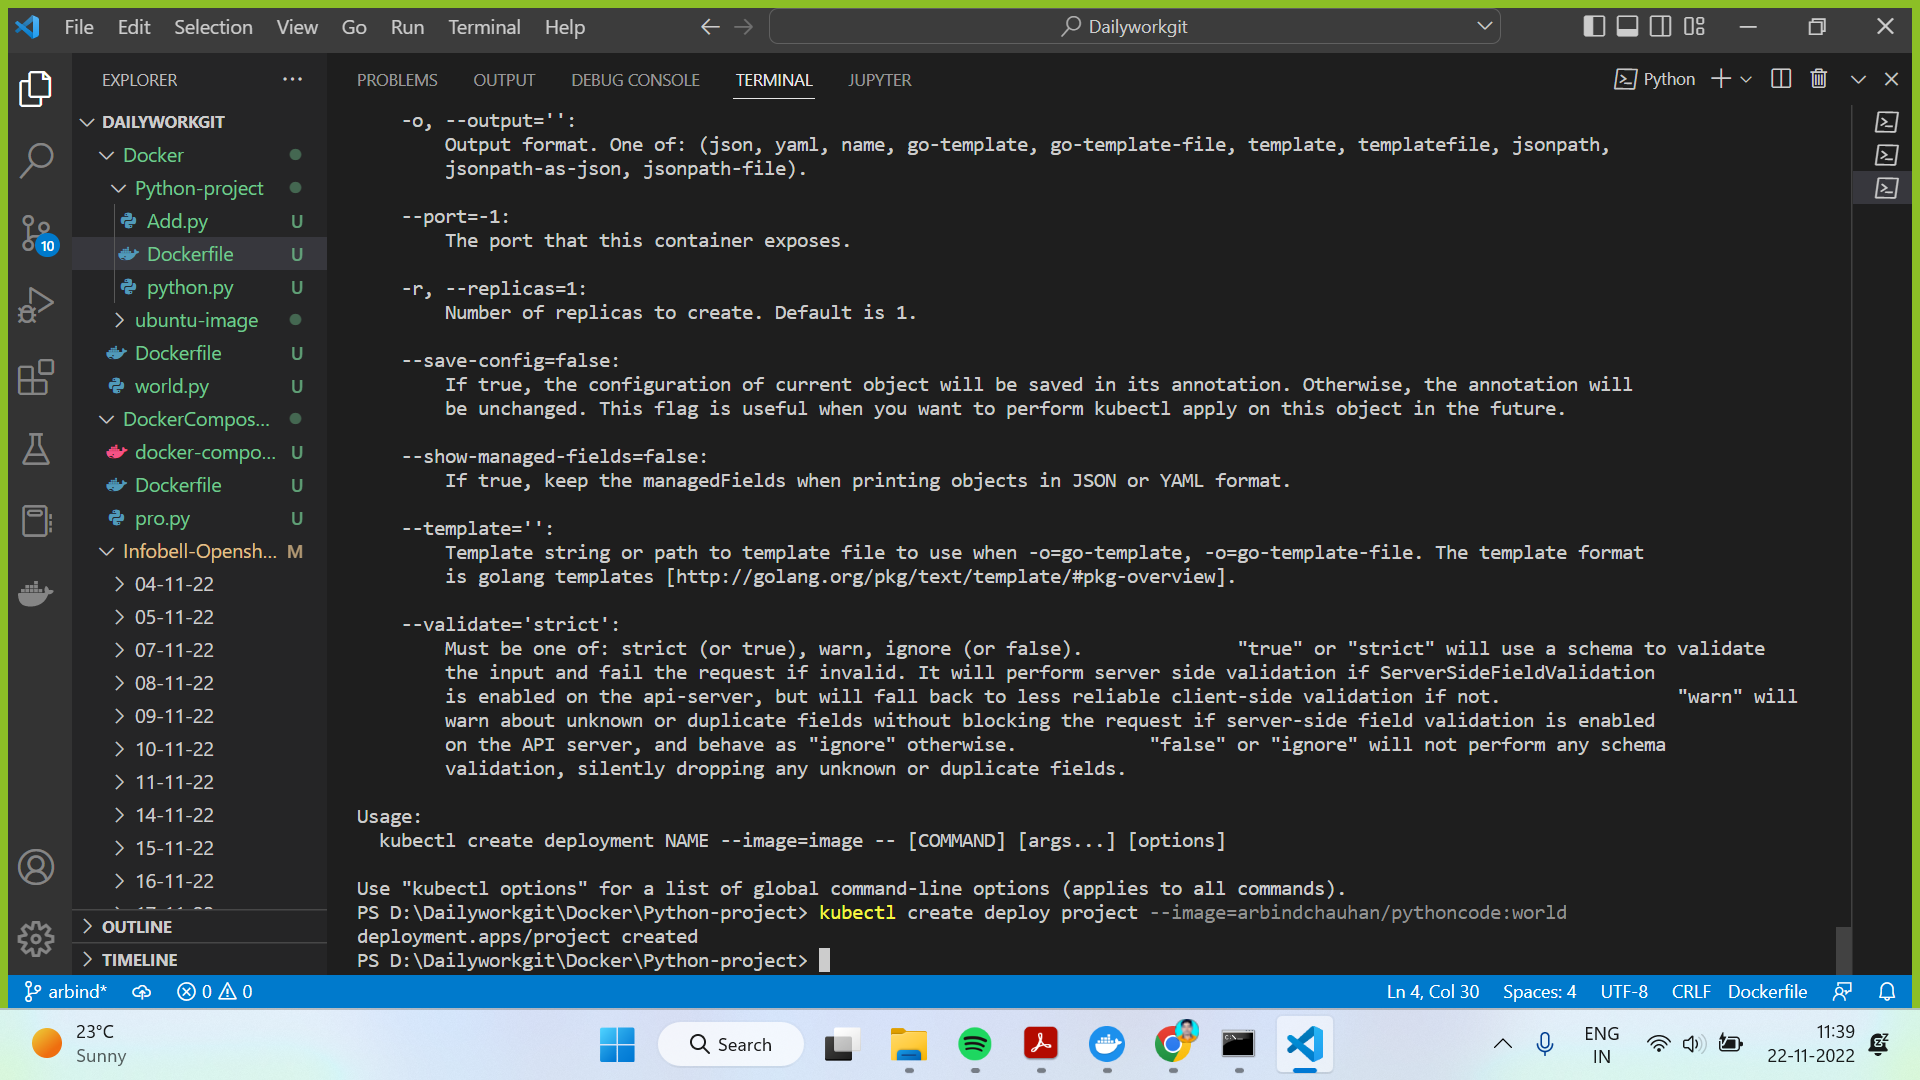 File Edit Selection View Go Run Terminal Help
Dailyworkgit
EXPLORER
DAILYWORKGIT
Docker
Python-project
Add.py U
Dockerfile U
python.py U
ubuntu-image
Dockerfile U
world.py U
DockerCompos...
docker-compo... U
Dockerfile U
pro.py U
Infobell-Opensh... M
04-11-22
05-11-22
07-11-22
08-11-22
09-11-22
10-11-22
11-11-22
14-11-22
15-11-22
16-11-22
OUTLINE
TIMELINE
10
PROBLEMS OUTPUT DEBUG CONSOLE TERMINAL JUPYTER
Python
-o, --output='':
Output format. One of: (json, yaml, name, go-template, go-template-file, template, templatefile, jsonpath,
jsonpath-as-json, jsonpath-file).
--port=-1:
The port that this container exposes.
-r, --replicas=1:
Number of replicas to create. Default is 1.
--save-config=false:
If true, the configuration of current object will be saved in its annotation. Otherwise, the annotation will
be unchanged. This flag is useful when you want to perform kubectl apply on this object in the future.
--show-managed-fields=false:
If true, keep the managedFields when printing objects in JSON or YAML format.
--template='':
Template string or path to template file to use when -o=go-template, -o=go-template-file. The template format
is golang templates [http://golang.org/pkg/text/template/#pkg-overview].
--validate='strict':
Must be one of: strict (or true), warn, ignore (or false). "true" or "strict" will use a schema to validate
the input and fail the request if invalid. It will perform server side validation if ServerSideFieldValidation
is enabled on the api-server, but will fall back to less reliable client-side validation if not. "warn" will
warn about unknown or duplicate fields without blocking the request if server-side field validation is enabled
on the API server, and behave as "ignore" otherwise. "false" or "ignore" will not perform any schema
validation, silently dropping any unknown or duplicate fields.
Usage:
kubectl create deployment NAME --image=image -- [COMMAND] [args...] [options]
Use "kubectl options" for a list of global command-line options (applies to all commands).
PS D:\Dailyworkgit\Docker\Python-project> kubectl create deploy project --image=arbindchauhan/pythoncode:world
deployment.apps/project created
PS D:\Dailyworkgit\Docker\Python-project>
arbind* 0 0 Ln 4, Col 30 Spaces: 4 UTF-8 CRLF Dockerfile
23°C
Sunny
Search
ENG
IN
11:39
22-11-2022